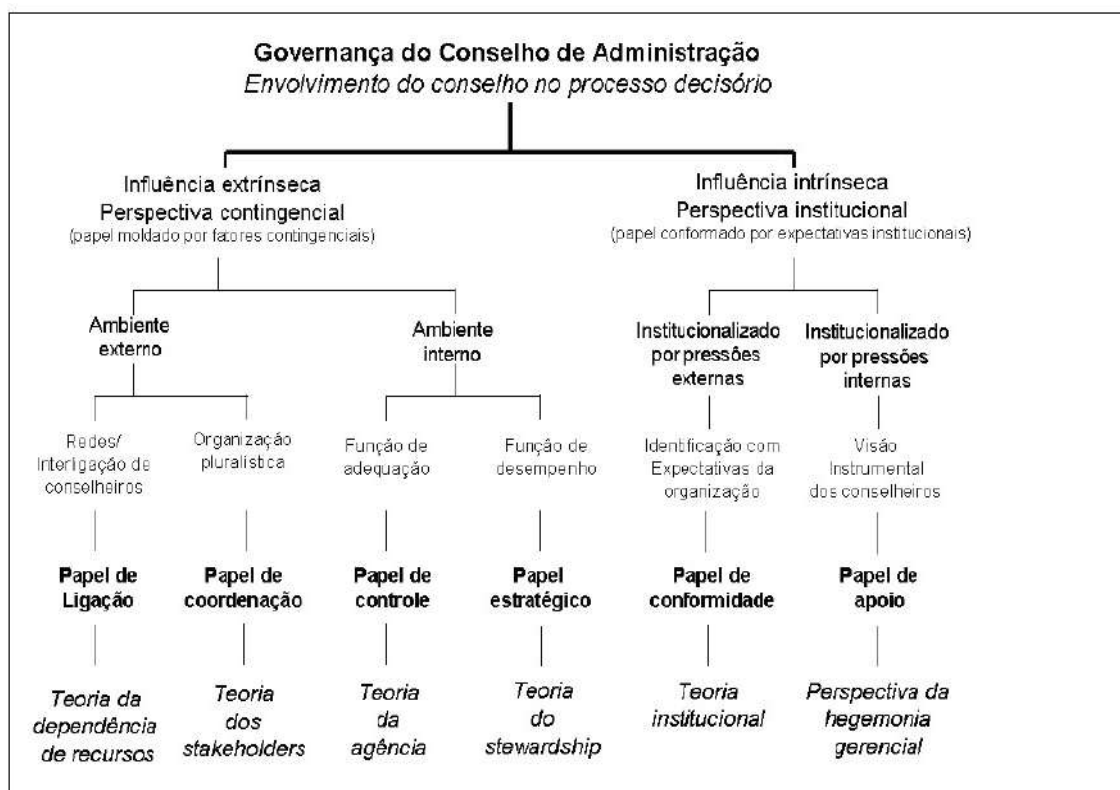 Governança do Conselho de Administração
Envolvimento do conselho no processo decisório
Influência extrínseca
Perspectiva contingencial
(papel moldado por fatores contingenciais)
Influência intrínseca
Perspectiva institucional
(papel conformado por expectativas institucionais)
Ambiente
externo
Ambiente
interno
Institucionalizado
por pressões
externas
Institucionalizado
por pressões
internas
Redes/
Interligação de
conselheiros
Organização
pluralística
Função de
adequação
Função de
desempenho
Identificação com
Expectativas da
organização
Visão
Instrumental
dos conselheiros
Papel de
Ligação
Papel de
coordenação
Papel de
controle
Papel
estratégico
Papel de
conformidade
Papel de
apoio
Teoria da
dependência
de recursos
Teoria
dos
stakeholders
Teoria
da
agência
Teoria
do
stewardship
Teoria
institucional
Perspectiva da
hegemonia
gerencial